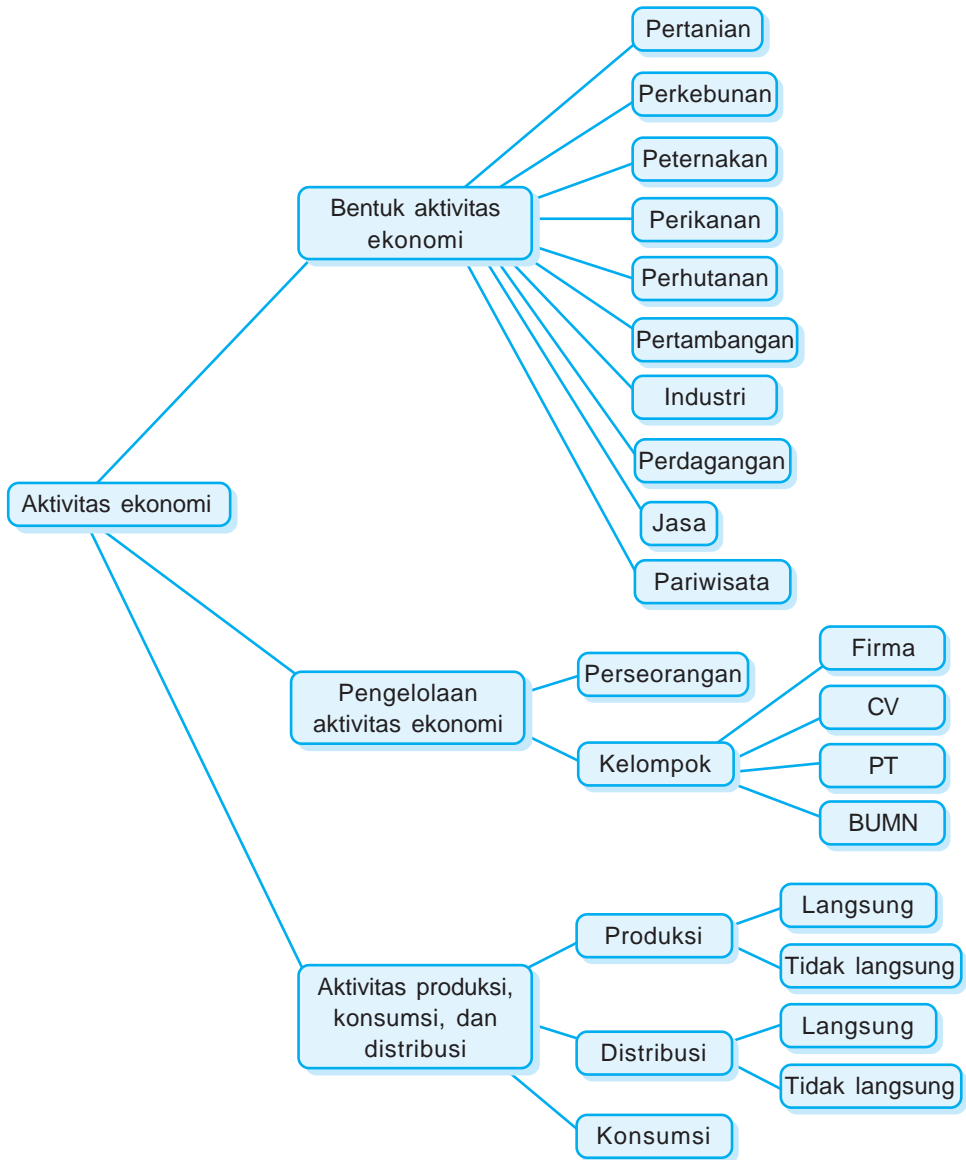 Pertanian
Perkebunan
Peternakan
Bentuk aktivitas
ekonomi
Perikanan
Perhutanan
Pertambangan
Industri
Perdagangan
Aktivitas ekonomi
Jasa
Pariwisata
Pengelolaan
aktivitas ekonomi
Perseorangan
Kelompok
Firma
CV
PT
BUMN
Aktivitas produksi,
konsumsi, dan
distribusi
Produksi
Langsung
Tidak langsung
Distribusi
Langsung
Tidak langsung
Konsumsi